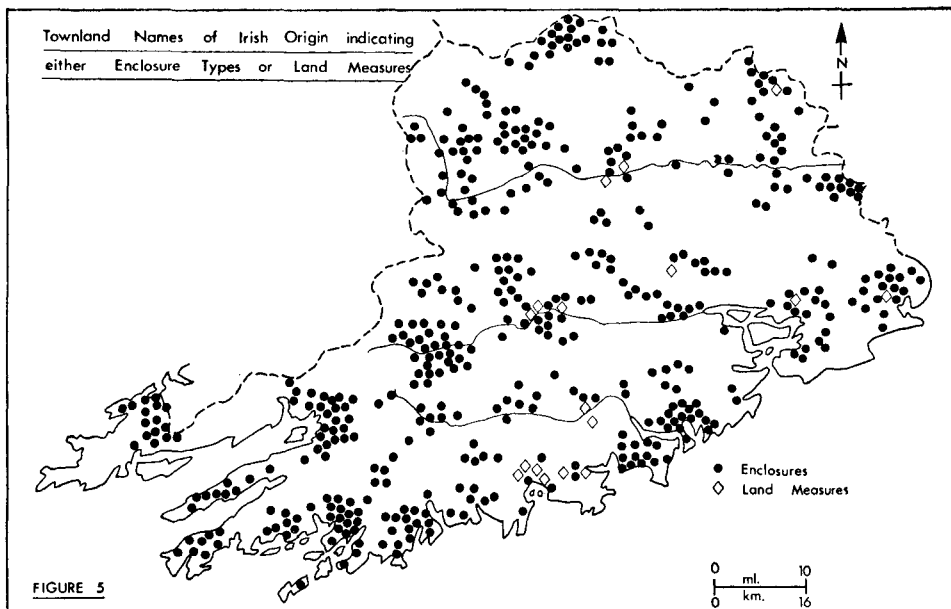 Townland Names of Irish Origin indicating
either Enclosure Types or Land Measures
N
Enclosures
Land Measures
0 10
ml.
km.
0 16
FIGURE 5